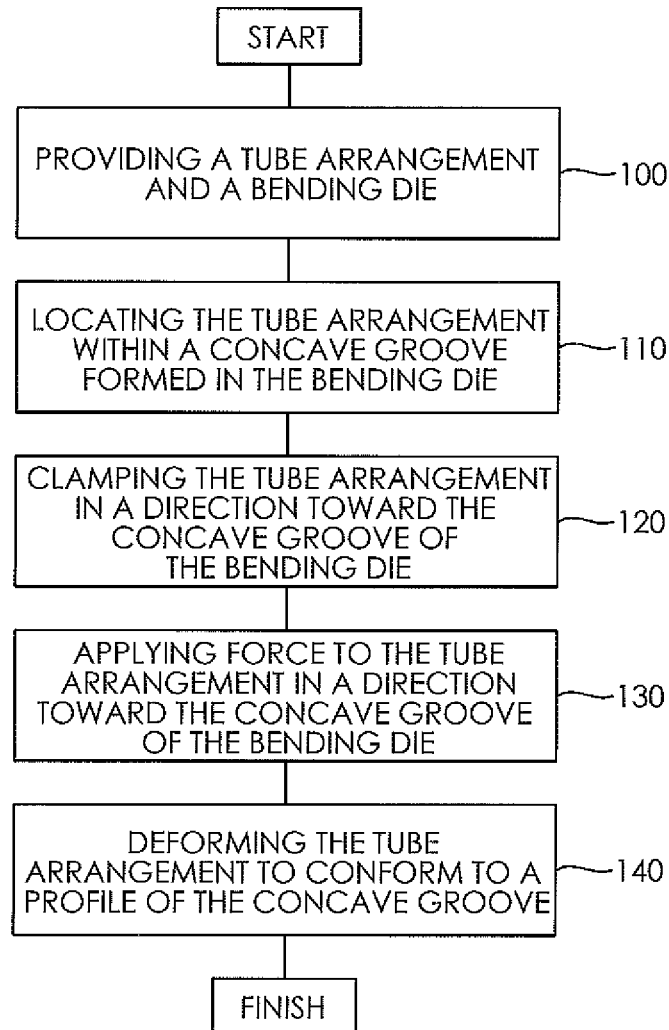 START
PROVIDING A TUBE ARRANGEMENT
AND A BENDING DIE
100
LOCATING THE TUBE ARRANGEMENT
WITHIN A CONCAVE GROOVE
FORMED IN THE BENDING DIE
110
CLAMPING THE TUBE ARRANGEMENT
IN A DIRECTION TOWARD THE
CONCAVE GROOVE OF
THE BENDING DIE
120
APPLYING FORCE TO THE TUBE
ARRANGEMENT IN A DIRECTION
TOWARD THE CONCAVE GROOVE
OF THE BENDING DIE
130
DEFORMING THE TUBE
ARRANGEMENT TO CONFORM TO A
PROFILE OF THE CONCAVE GROOVE
140
FINISH